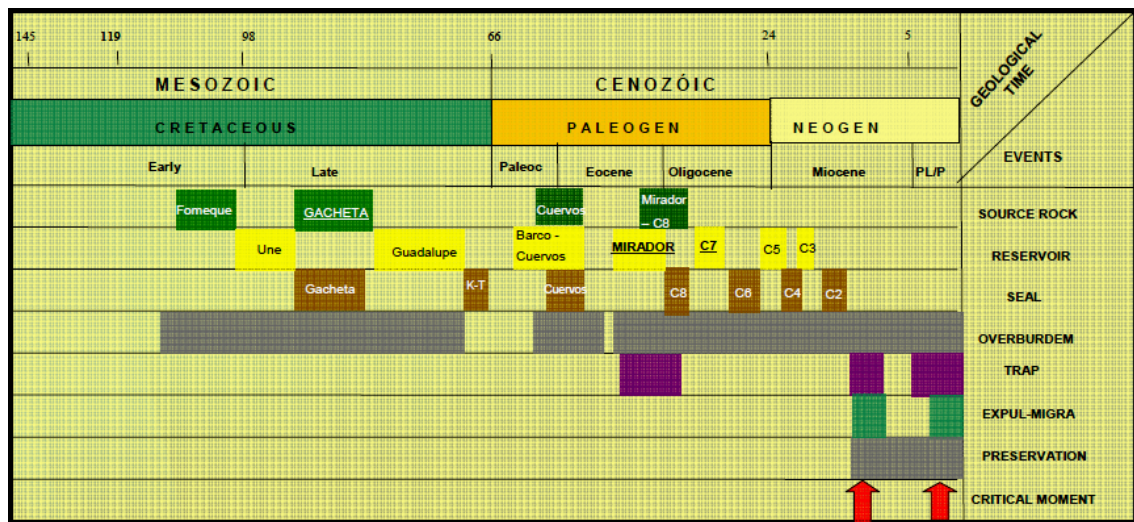 145 119 98 66 24 5
GEOLOGICAL
TIME
MESOZOIC CENOZÓIC
CRETACEOUS PALEOGEN NEOGEN
EVENTS
Early Late Paleoc Eocene Oligocene Miocene PL/P
Fomeque GACHETA Cuervos Mirador
– C8
SOURCE ROCK
Une Guadalupe Barco -
Cuervos
MIRADOR C7 C5 C3
RESERVOIR
Gacheta K-T Cuervos C8 C6 C4 C2
SEAL
OVERBURDEM
TRAP
EXPUL-MIGRA
PRESERVATION
CRITICAL MOMENT